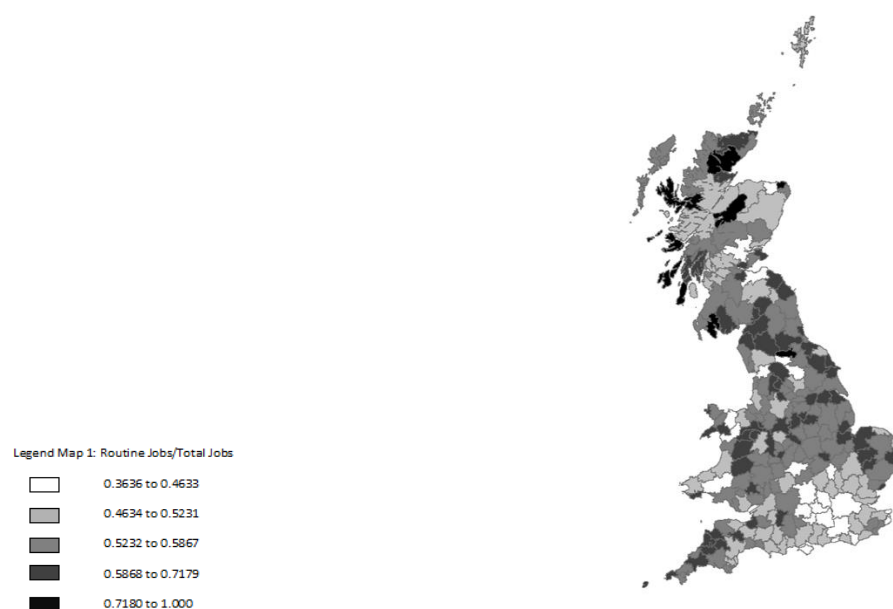 Legend Map 1: Routine Jobs/Total Jobs
0.3636 to 0.4633
0.4634 to 0.5231
0.5232 to 0.5867
0.5868 to 0.7179
0.7180 to 1.000